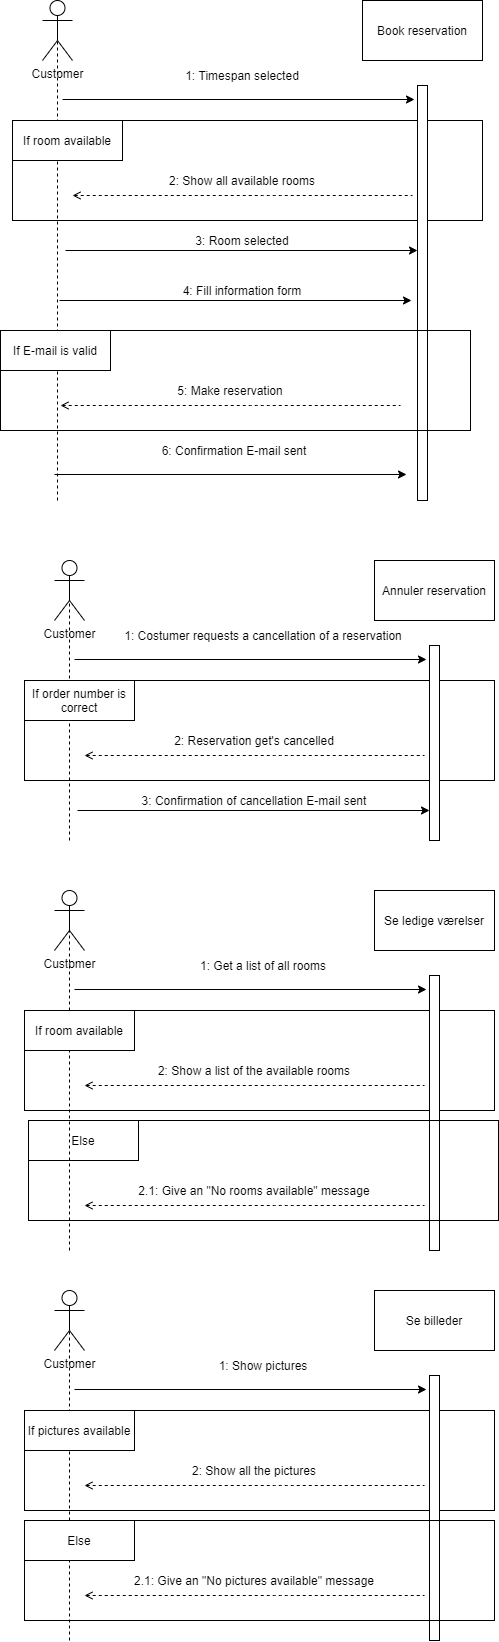 Book reservation
Customer
1: Timespan selected
If room available
2: Show all available rooms
3: Room selected
4: Fill information form
If E-mail is valid
5: Make reservation
6: Confirmation E-mail sent
Annuler reservation
Customer
1: Costumer requests a cancellation of a reservation
If order number is
correct
2: Reservation get's cancelled
3: Confirmation of cancellation E-mail sent
Se ledige værelser
Customer
1: Get a list of all rooms
If room available
2: Show a list of the available rooms
Else
2.1: Give an "No rooms available" message
Se billeder
Customer
1: Show pictures
If pictures available
2: Show all the pictures
Else
2.1: Give an "No pictures available" message